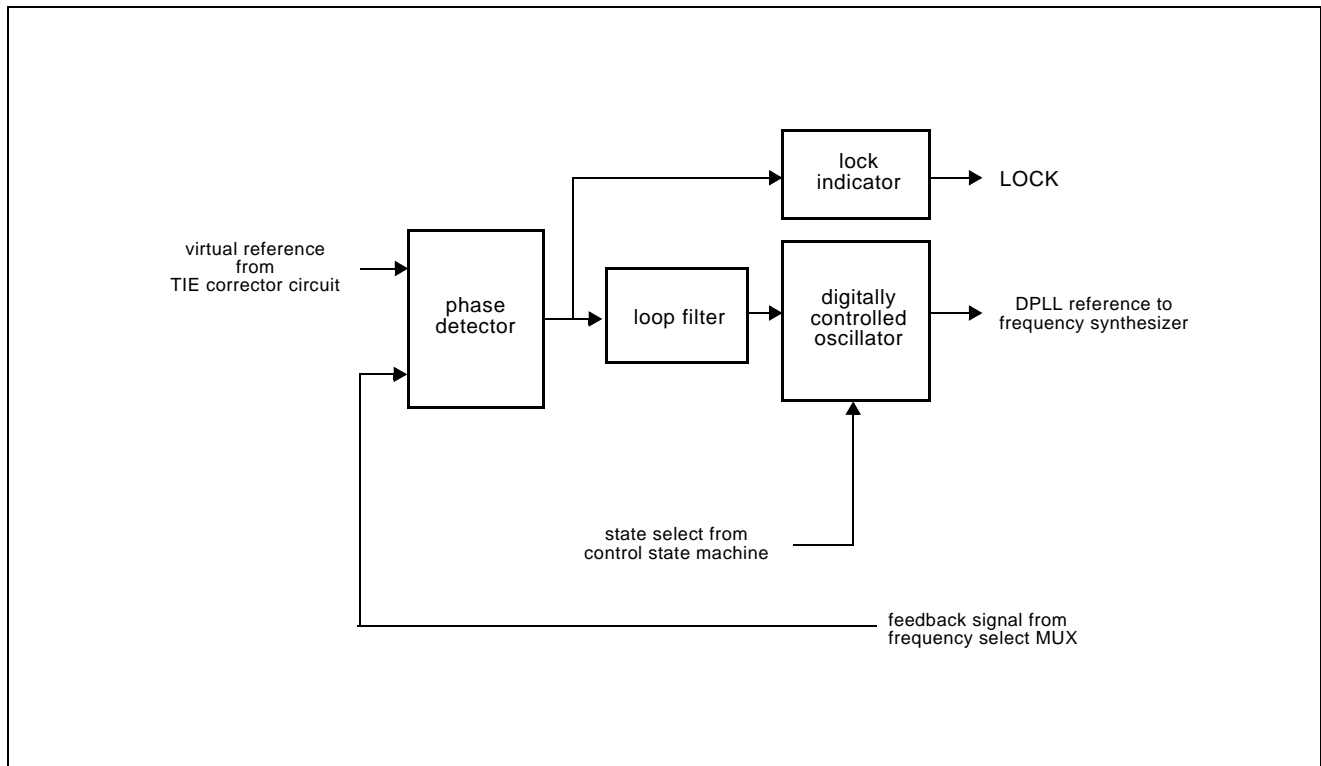 lock
indicator
LOCK
virtual reference
from
TIE corrector circuit
phase
detector
loop filter
digitally
controlled
oscillator
DPLL reference to
frequency synthesizer
state select from
control state machine
feedback signal from
frequency select MUX